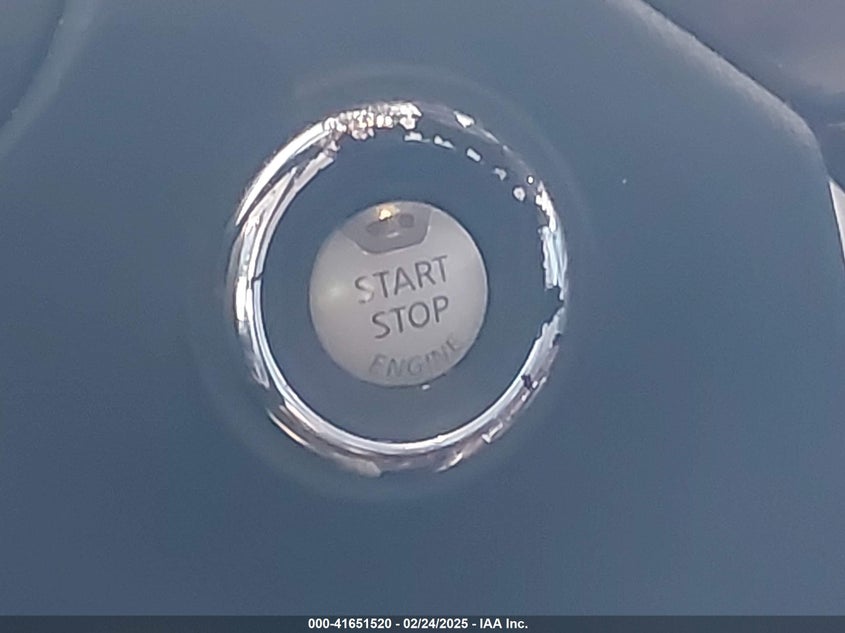 START
STOP
ENGINE
000-41651520 - 02/24/2025 - IAA Inc.